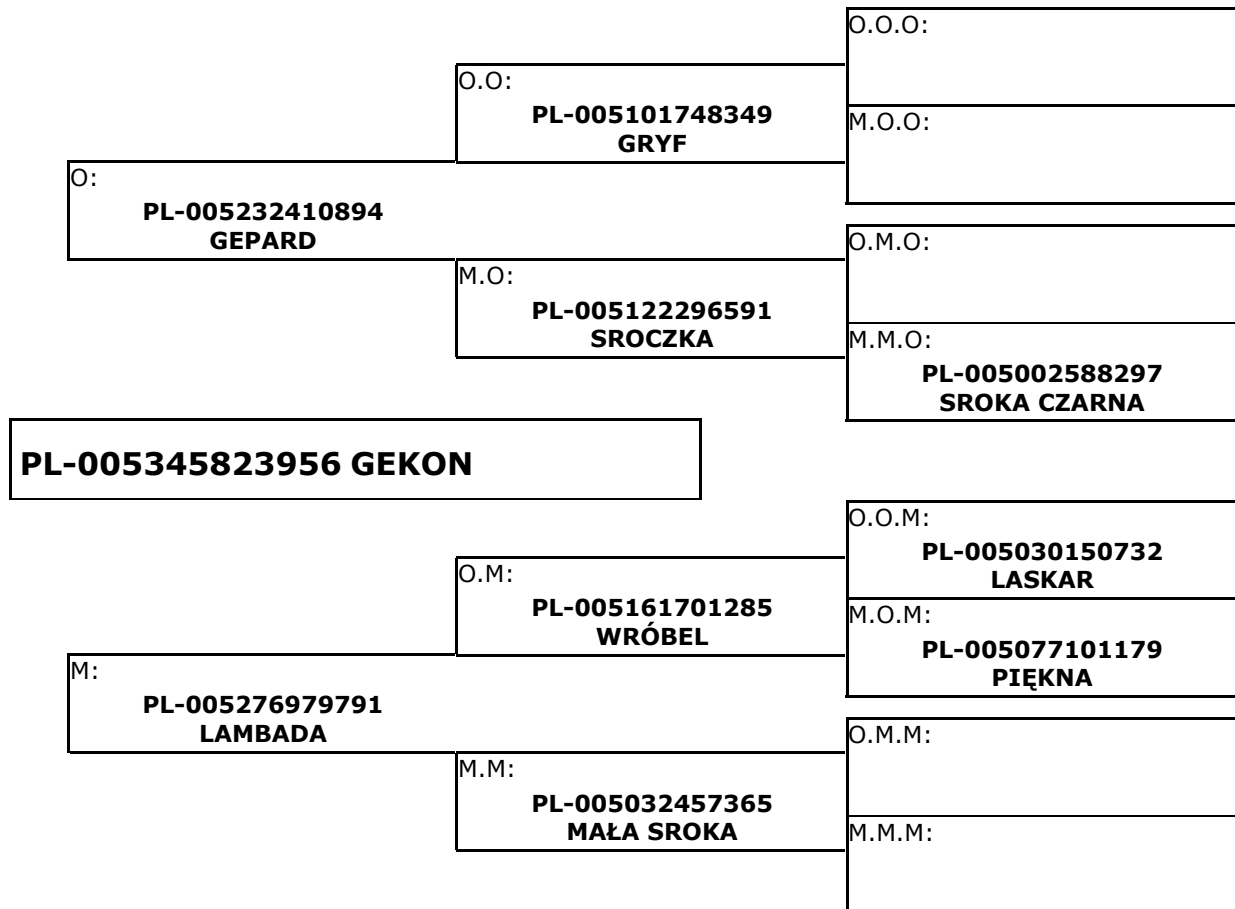 O.O.O:
O.O:
PL-005101748349
GRYF
M.O.O:
O:
PL-005232410894
GEPARD
O.M.O:
M.O:
PL-005122296591
SROCZKA
M.M.O:
PL-005002588297
SROKA CZARNA
PL-005345823956 GEKON
O.O.M:
PL-005030150732
LASKAR
O.M:
PL-005161701285
WRÓBEL
M.O.M:
PL-005077101179
PIĘKNA
M:
PL-005276979791
LAMBADA
O.M.M:
M.M:
PL-005032457365
MAŁA SROKA
M.M.M: